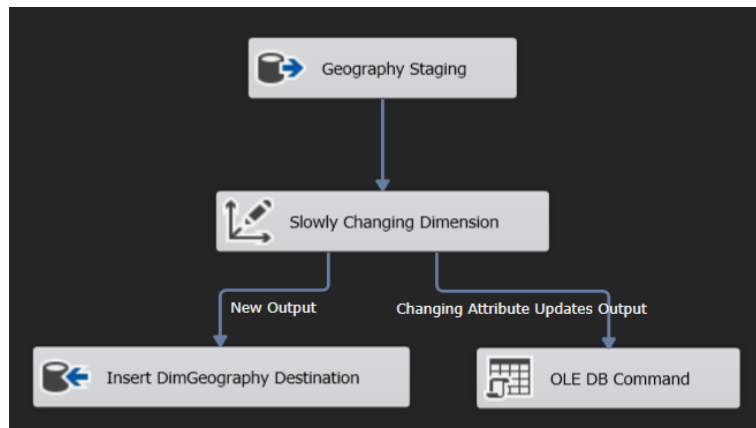 Geography Staging
Slowly Changing Dimension
New Output
Changing Attribute Updates Output
Insert DimGeography Destination
OLE DB Command